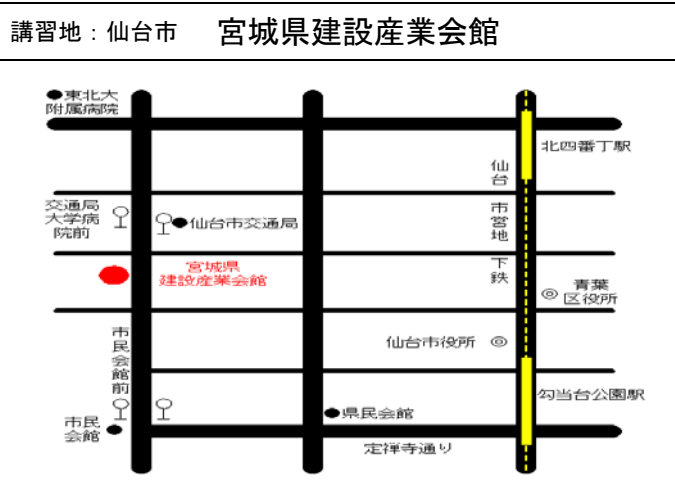 講習地：仙台市　宮城県建設産業会館
●東北大
附属病院
北四番丁駅
仙台市営地下鉄
交通局
大学病
院前
●仙台市交通局
宮城県
建設産業会館
青葉
区役所
仙台市役所
市民会館前
勾当台公園駅
●県民会館
市民
会館
定禅寺通り